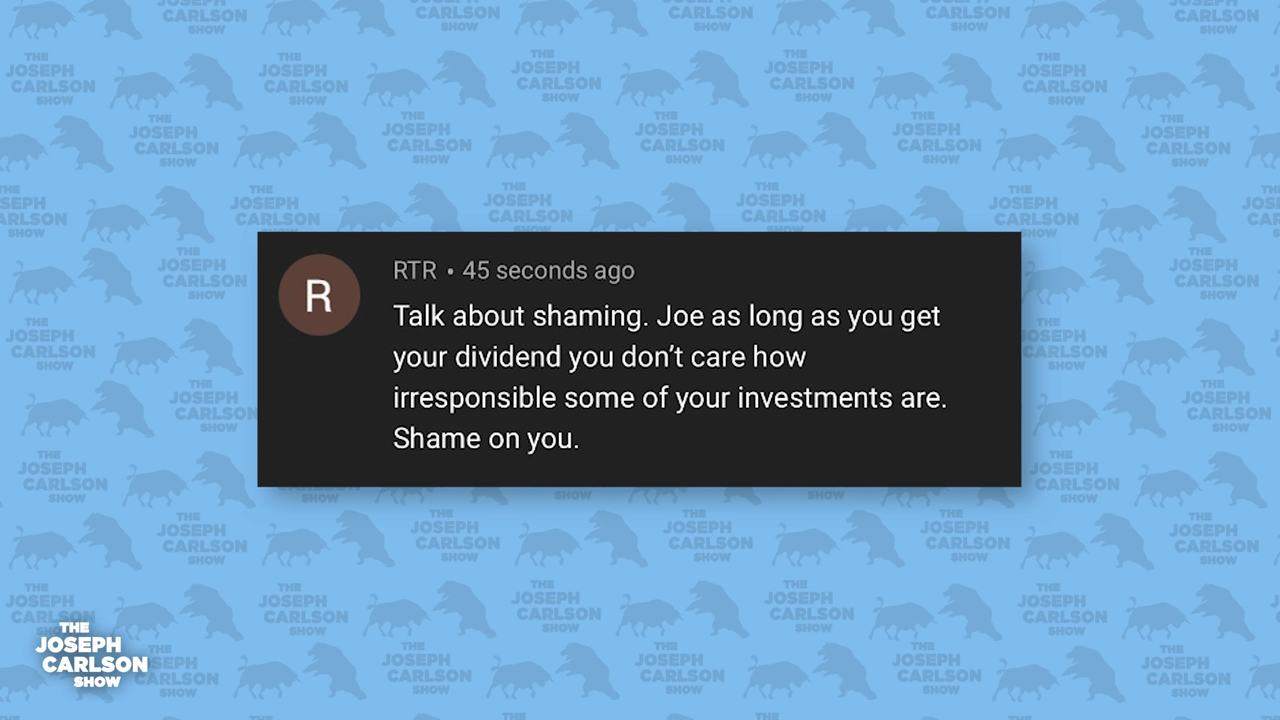 RTR • 45 seconds ago
Talk about shaming. Joe as long as you get
your dividend you don’t care how
irresponsible some of your investments are.
Shame on you.
R
THE
JOSEPH
CARLSON
SHOW